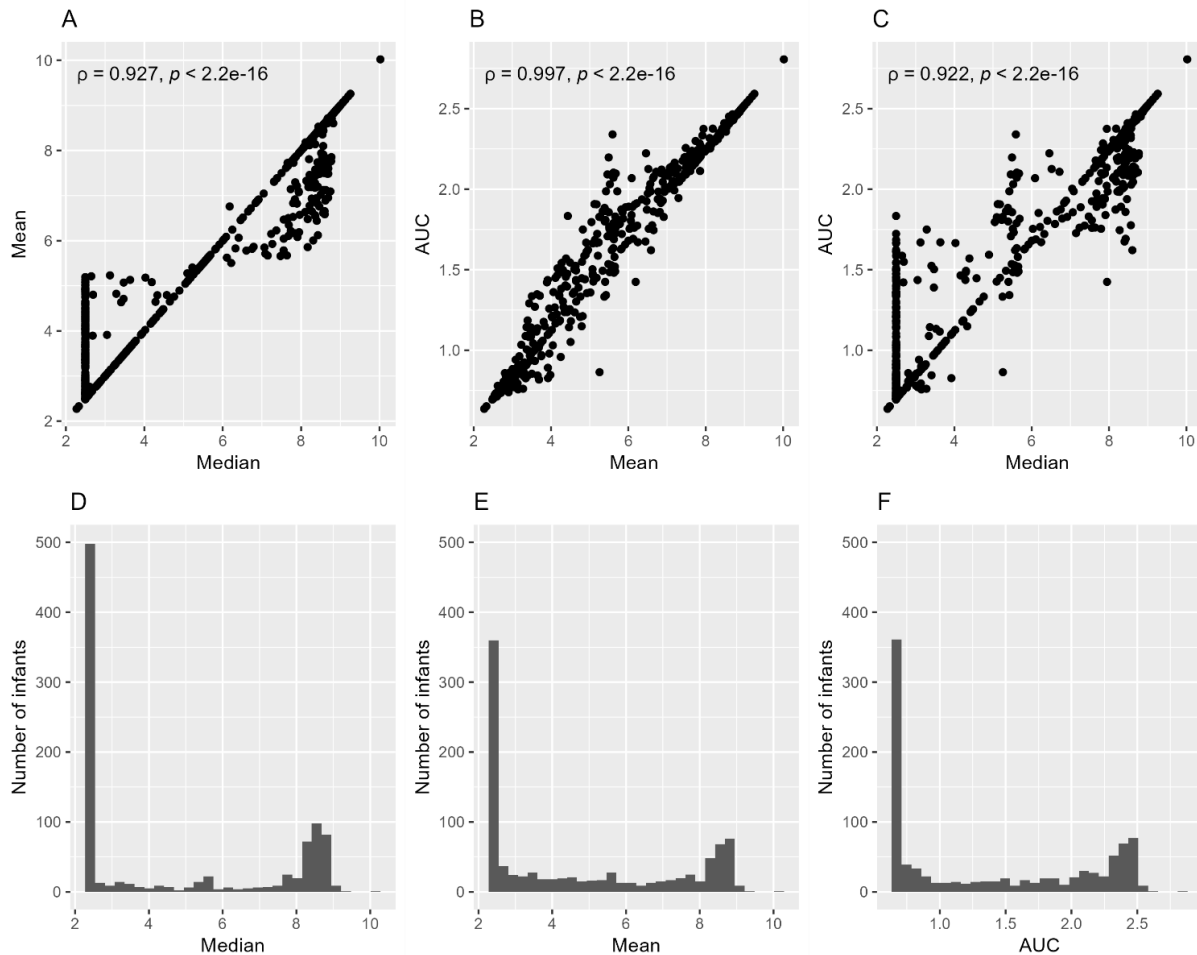 A
ρ = 0.927, p < 2.2e-16
10
8
6
4
2
Mean
2
4
6
8
10
Median
B
ρ = 0.997, p < 2.2e-16
2.5
2.0
1.5
1.0
AUC
2
4
6
8
10
Mean
C
ρ = 0.922, p < 2.2e-16
2.5
2.0
1.5
1.0
AUC
2
4
6
8
10
Median
D
500
400
300
200
100
0
Number of infants
2
4
6
8
10
Median
E
500
400
300
200
100
0
Number of infants
2
4
6
8
10
Mean
F
500
400
300
200
100
0
Number of infants
1.0
1.5
2.0
2.5
AUC